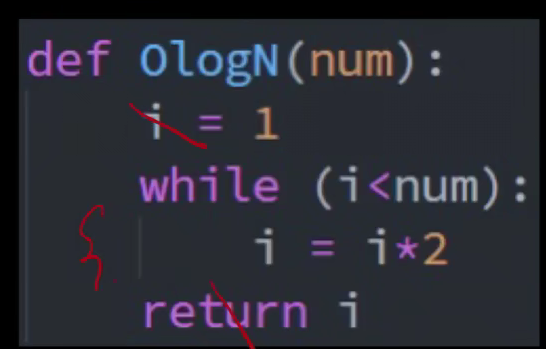 def OlogN(num):
    i = 1
    while (i<num):
        i = i*2
    return i